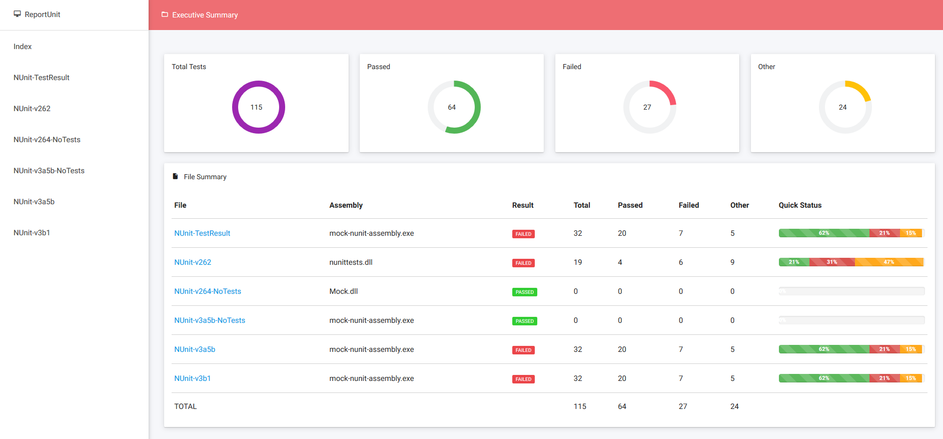 ReportUnit
Executive Summary
Index
NUnit-TestResult
NUnit-v262
NUnit-v264-NoTests
NUnit-v3a5b-NoTests
NUnit-v3a5b
NUnit-v3b1
Total Tests
115
Passed
64
Failed
27
Other
24
File Summary
File Assembly Result Total Passed Failed Other Quick Status
NUnit-TestResult mock-nunit-assembly.exe FAILED 32 20 7 5 62% 21% 15%
NUnit-v262 nunittests.dll FAILED 19 4 6 9 21% 31% 47%
NUnit-v264-NoTests Mock.dll PASSED 0 0 0 0
NUnit-v3a5b-NoTests mock-nunit-assembly.exe PASSED 0 0 0 0
NUnit-v3a5b mock-nunit-assembly.exe FAILED 32 20 7 5 62% 21% 15%
NUnit-v3b1 mock-nunit-assembly.exe FAILED 32 20 7 5 62% 21% 15%
TOTAL 115 64 27 24